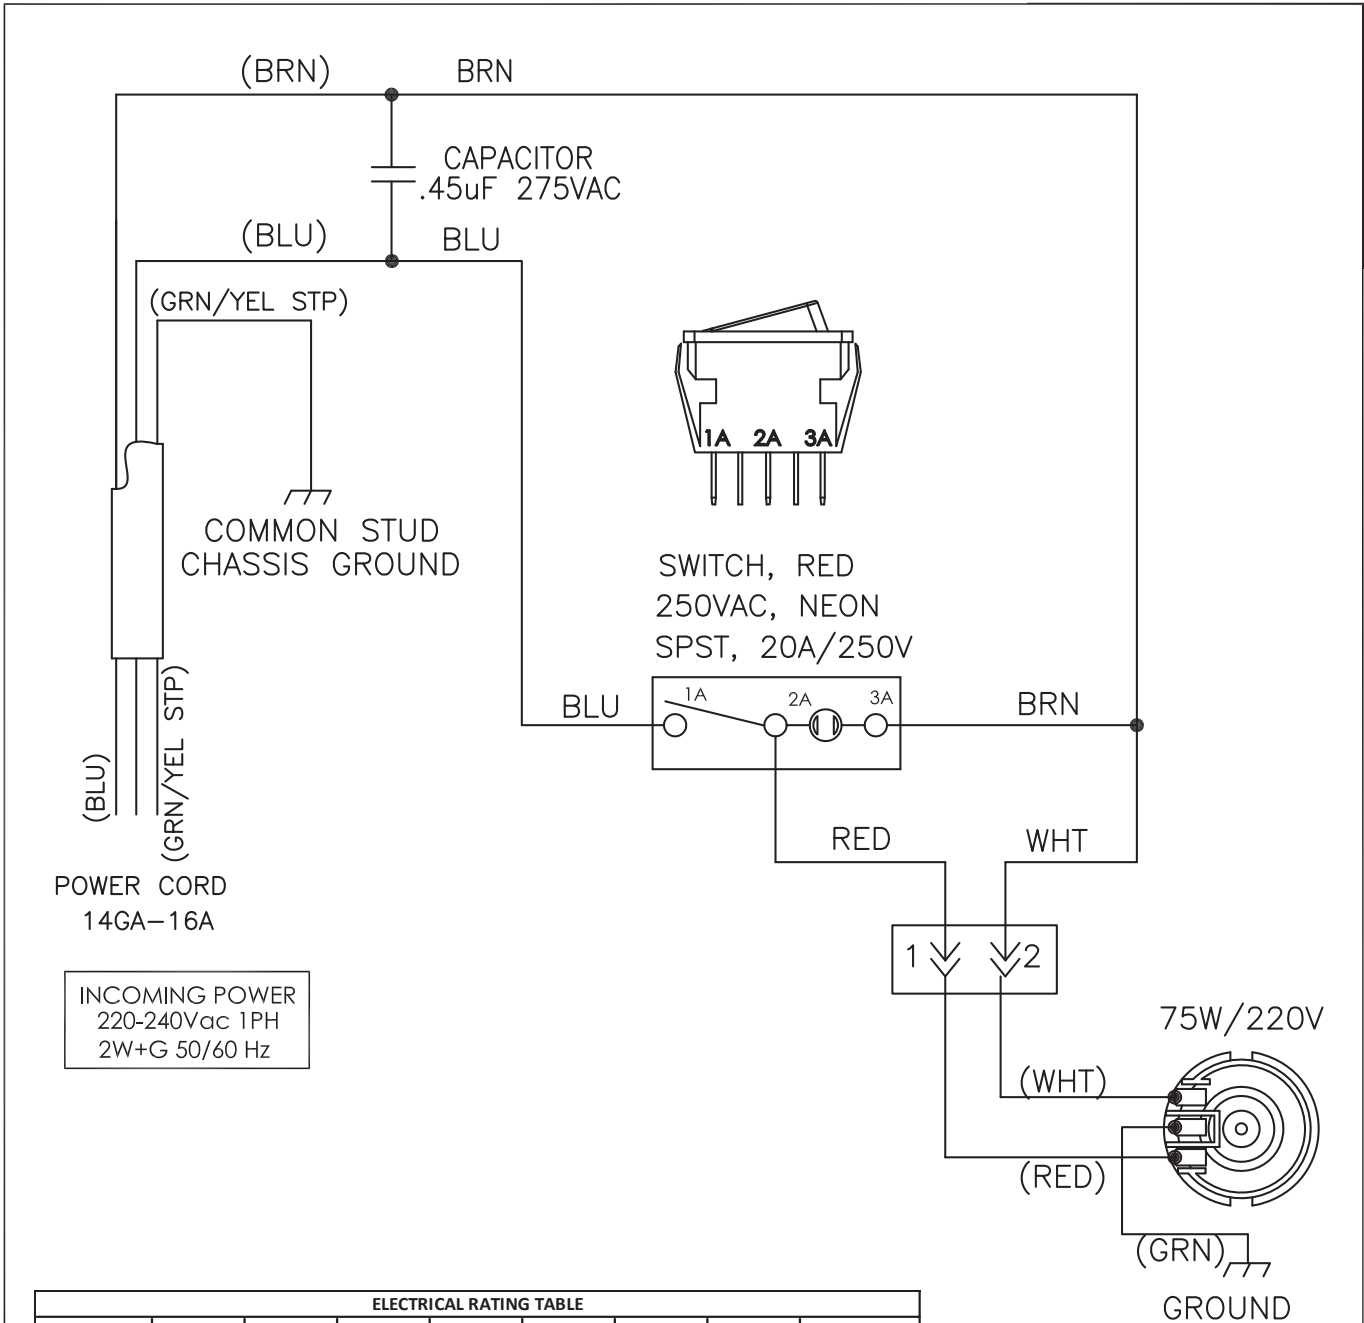 (BRN)
BRN
CAPACITOR
.45uF 275VAC
(BLU)
BLU
(GRN/YEL STP)
1A 2A 3A
COMMON STUD
CHASSIS GROUND
SWITCH, RED
250VAC, NEON
SPST, 20A/250V
BLU
1A
2A
3A
BRN
(BLU)
(GRN/YEL STP)
RED
WHT
POWER CORD
14GA-16A
1
2
INCOMING POWER
220-240Vac 1PH
2W+G 50/60 Hz
75W/220V
(WHT)
(RED)
(GRN)
GROUND
ELECTRICAL RATING TABLE